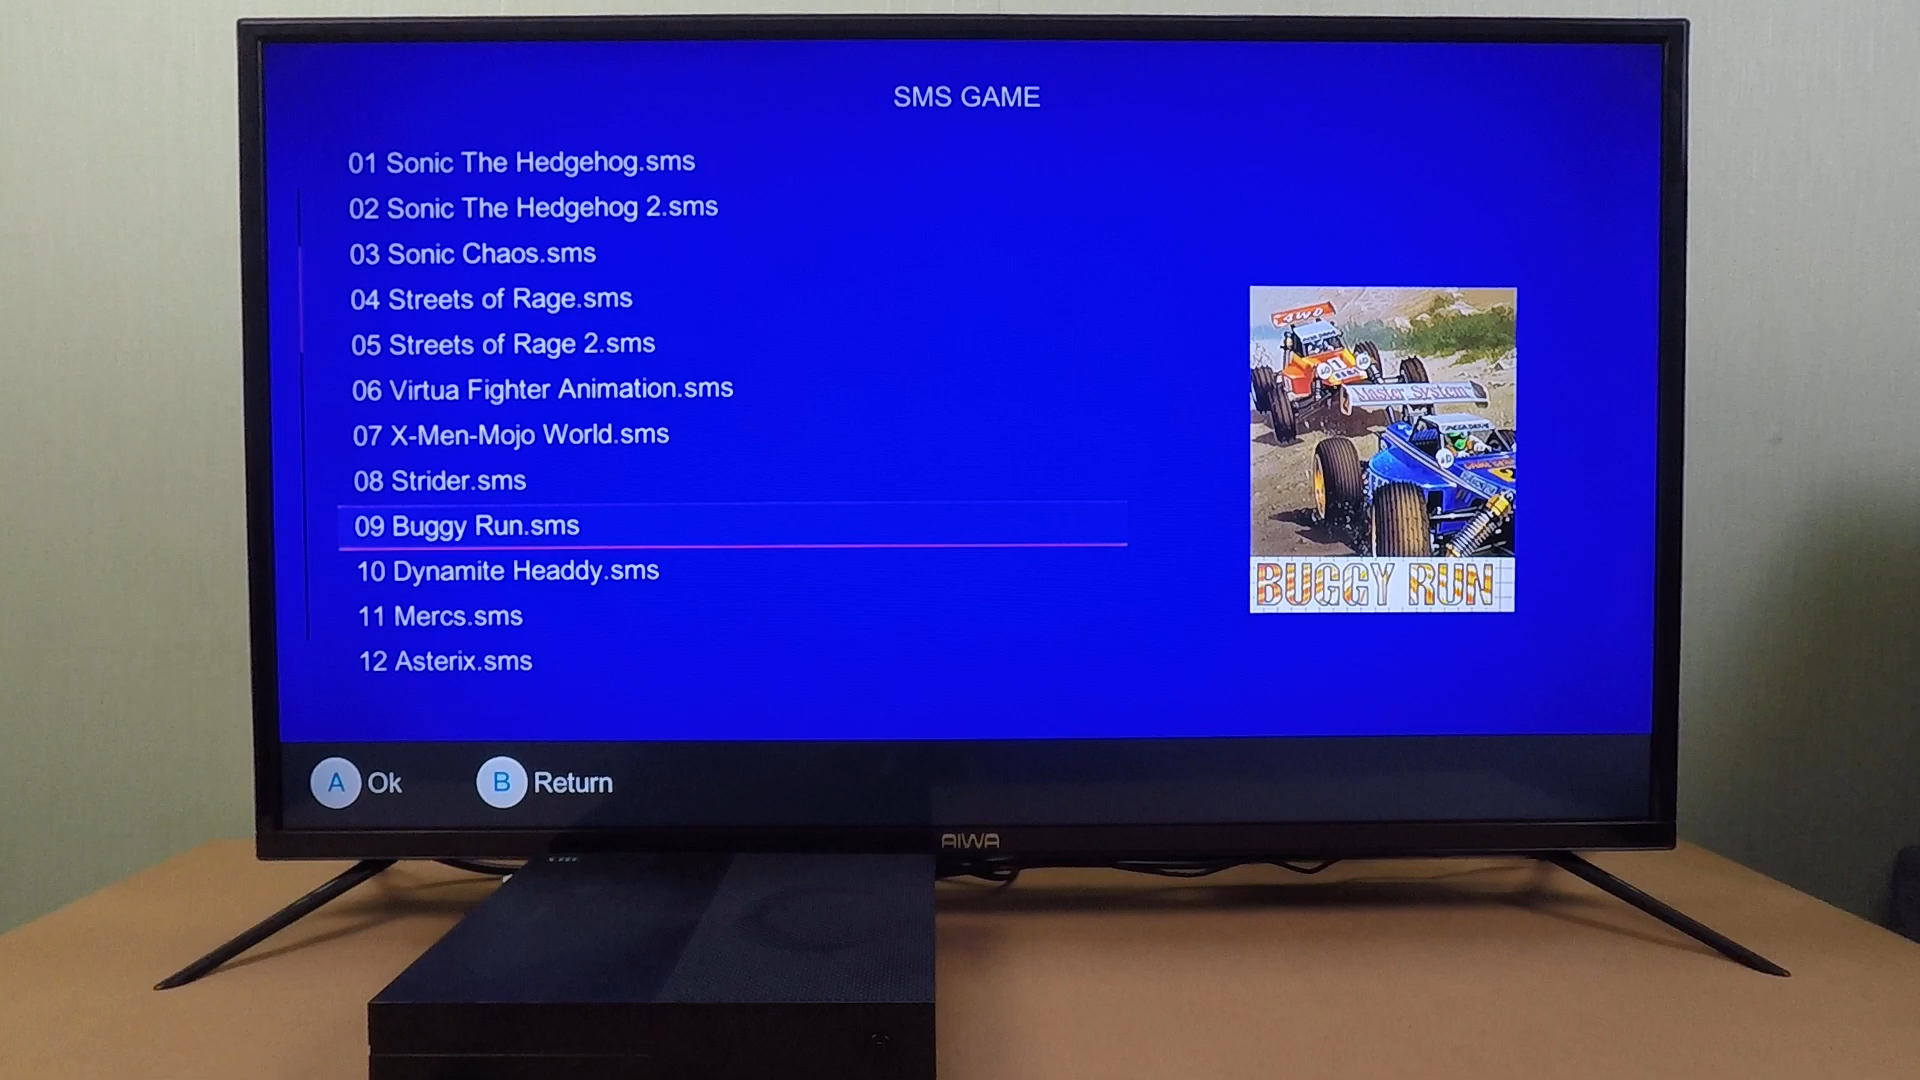 SMS GAME
01 Sonic The Hedgehog.sms
02 Sonic The Hedgehog 2.sms
03 Sonic Chaos.sms
04 Streets of Rage.sms
05 Streets of Rage 2.sms
06 Virtua Fighter Animation.sms
07 X-Men-Mojo World.sms
08 Strider.sms
09 Buggy Run.sms
10 Dynamite Headdy.sms
11 Mercs.sms
12 Asterix.sms
4WD
1
Master System
BUGGY RUN
A Ok
B Return
AIWA